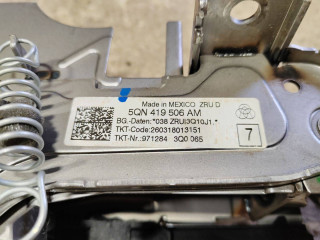 Made in MEXICO ZRU D
5QN 419 506 AM
BG.-Daten:*038 ZRUI3Q10J1.*
TKT-Code:260318013151
TKT-Nr.:971284 3Q0 065
7